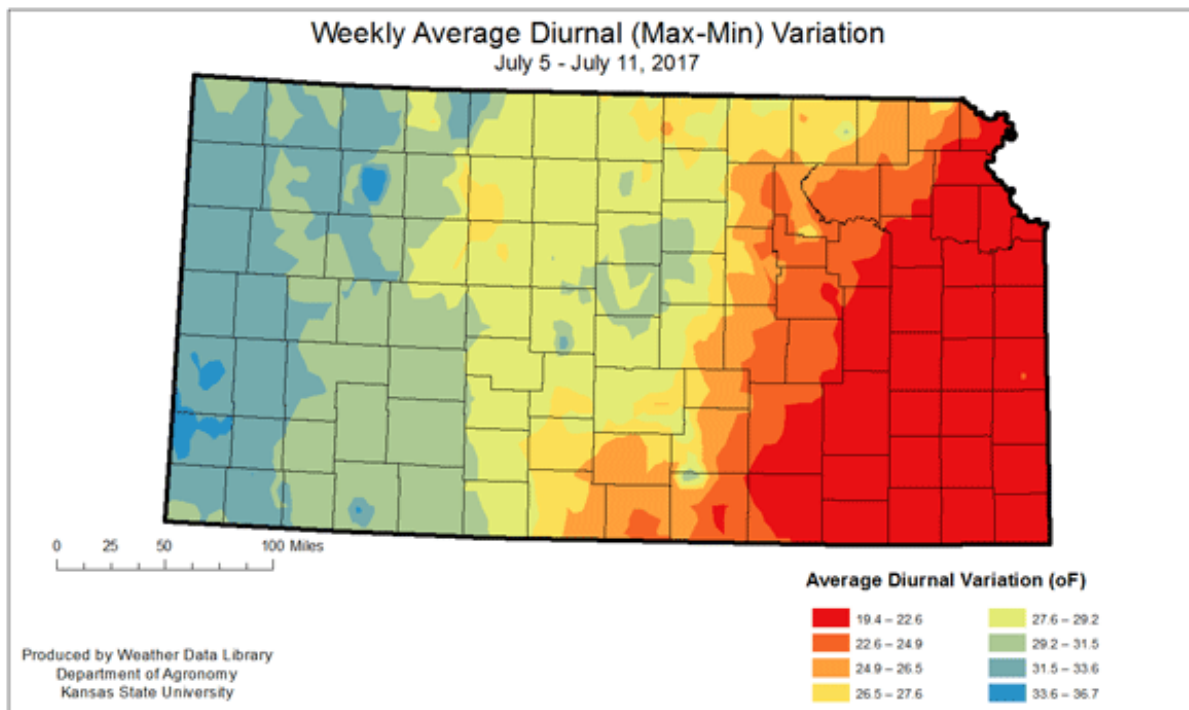 Weekly Average Diurnal (Max-Min) Variation
July 5 - July 11, 2017
0 25 50 100 Miles
Average Diurnal Variation (oF)
19.4 – 22.6
22.6 – 24.9
24.9 – 26.5
26.5 – 27.6
27.6 – 29.2
29.2 – 31.5
31.5 – 33.6
33.6 – 36.7
Produced by Weather Data Library
Department of Agronomy
Kansas State University